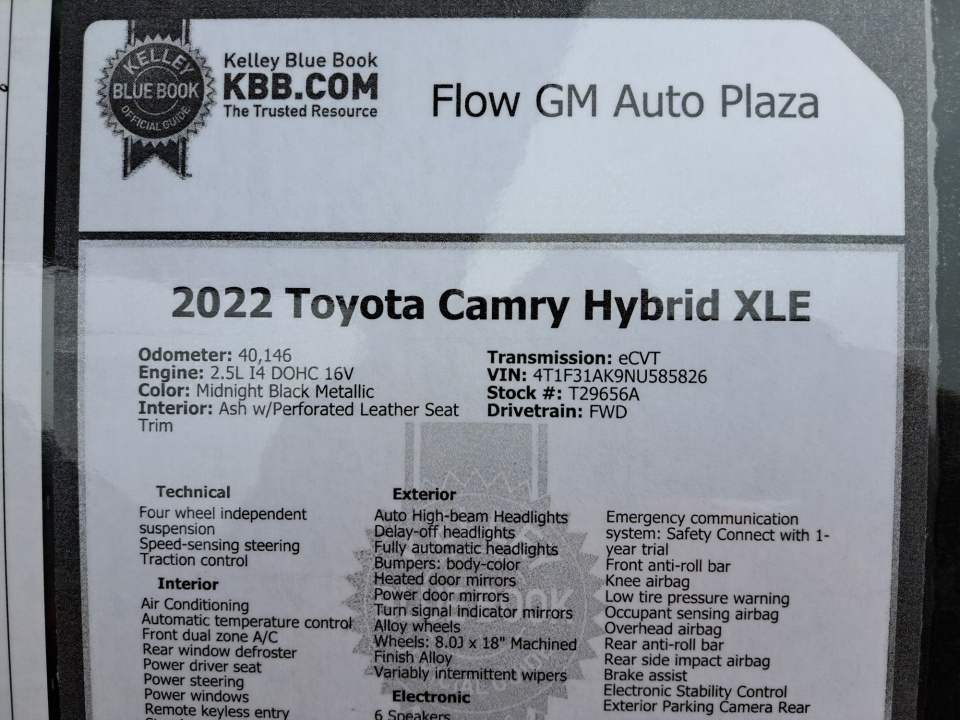 KELLEY
BLUE BOOK
OFFICIAL GUIDE
Kelley Blue Book
KBB.COM
The Trusted Resource
Flow GM Auto Plaza
2022 Toyota Camry Hybrid XLE
Odometer: 40,146
Engine: 2.5L I4 DOHC 16V
Color: Midnight Black Metallic
Interior: Ash w/Perforated Leather Seat
Trim
Transmission: eCVT
VIN: 4T1F31AK9NU585826
Stock #: T29656A
Drivetrain: FWD
Technical
Four wheel independent
suspension
Speed-sensing steering
Traction control
Interior
Air Conditioning
Automatic temperature control
Front dual zone A/C
Rear window defroster
Power driver seat
Power steering
Power windows
Remote keyless entry
Exterior
Auto High-beam Headlights
Delay-off headlights
Fully automatic headlights
Bumpers: body-color
Heated door mirrors
Power door mirrors
Turn signal indicator mirrors
Alloy wheels
Wheels: 8.0J x 18" Machined
Finish Alloy
Variably intermittent wipers
Electronic
6 Speakers
Emergency communication
system: Safety Connect with 1-
year trial
Front anti-roll bar
Knee airbag
Low tire pressure warning
Occupant sensing airbag
Overhead airbag
Rear anti-roll bar
Rear side impact airbag
Brake assist
Electronic Stability Control
Exterior Parking Camera Rear